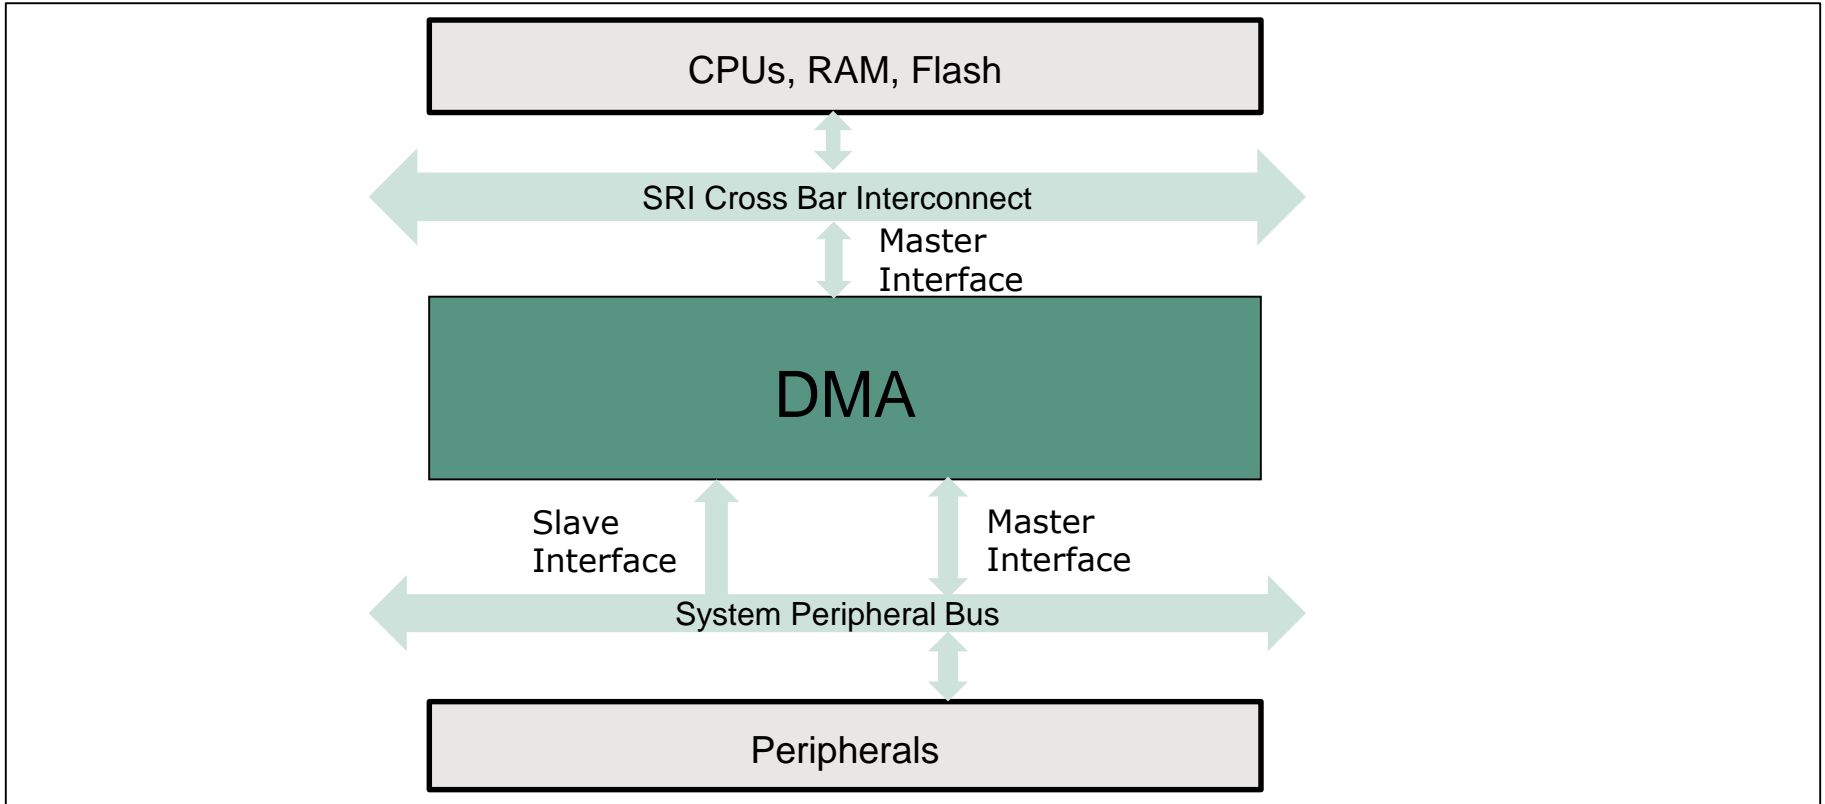 CPUs, RAM, Flash
SRI Cross Bar Interconnect
Master
Interface
DMA
Slave
Interface
Master
Interface
System Peripheral Bus
Peripherals